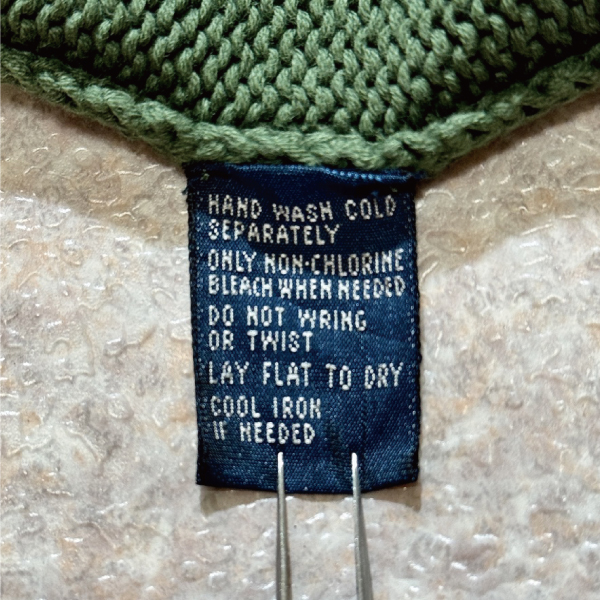 HAND WASH COLD
SEPARATELY
ONLY NON-CHLORINE
BLEACH WHEN NEEDED
DO NOT WRING
OR TWIST
LAY FLAT TO DRY
COOL IRON
IF NEEDED